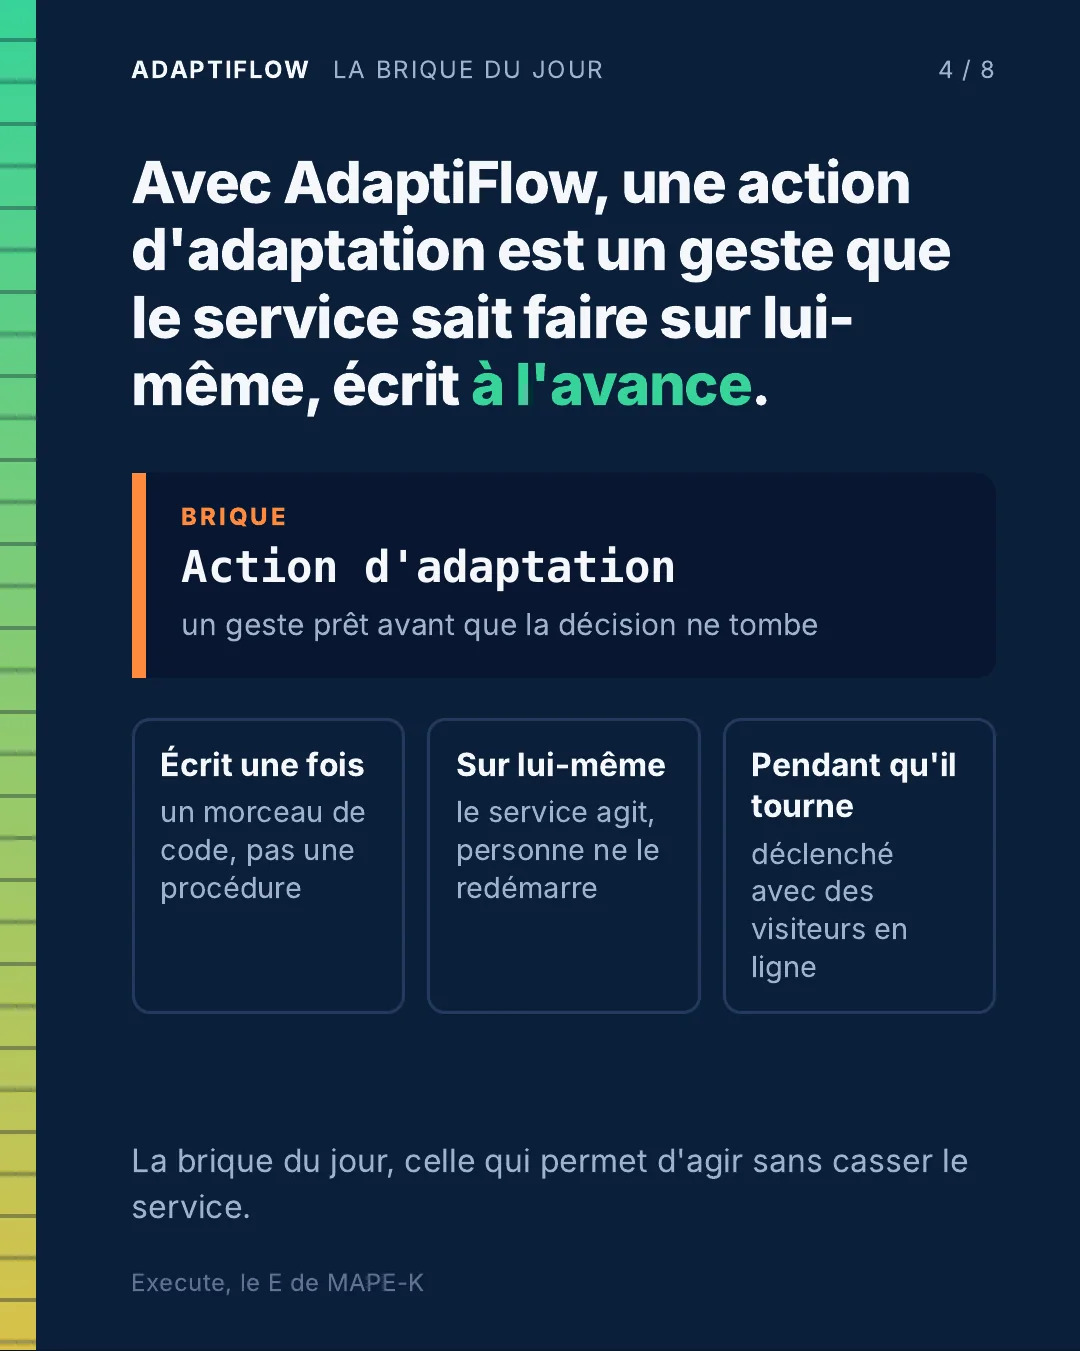 ADAPTIFLOW LA BRIQUE DU JOUR 4 / 8
Avec AdaptiFlow, une action
d'adaptation est un geste que
le service sait faire sur lui-
même, écrit à l'avance.
BRIQUE
Action d'adaptation
un geste prêt avant que la décision ne tombe
Écrit une fois
un morceau de
code, pas une
procédure
Sur lui-même
le service agit,
personne ne le
redémarre
Pendant qu'il
tourne
déclenché
avec des
visiteurs en
ligne
La brique du jour, celle qui permet d'agir sans casser le
service.
Execute, le E de MAPE-K